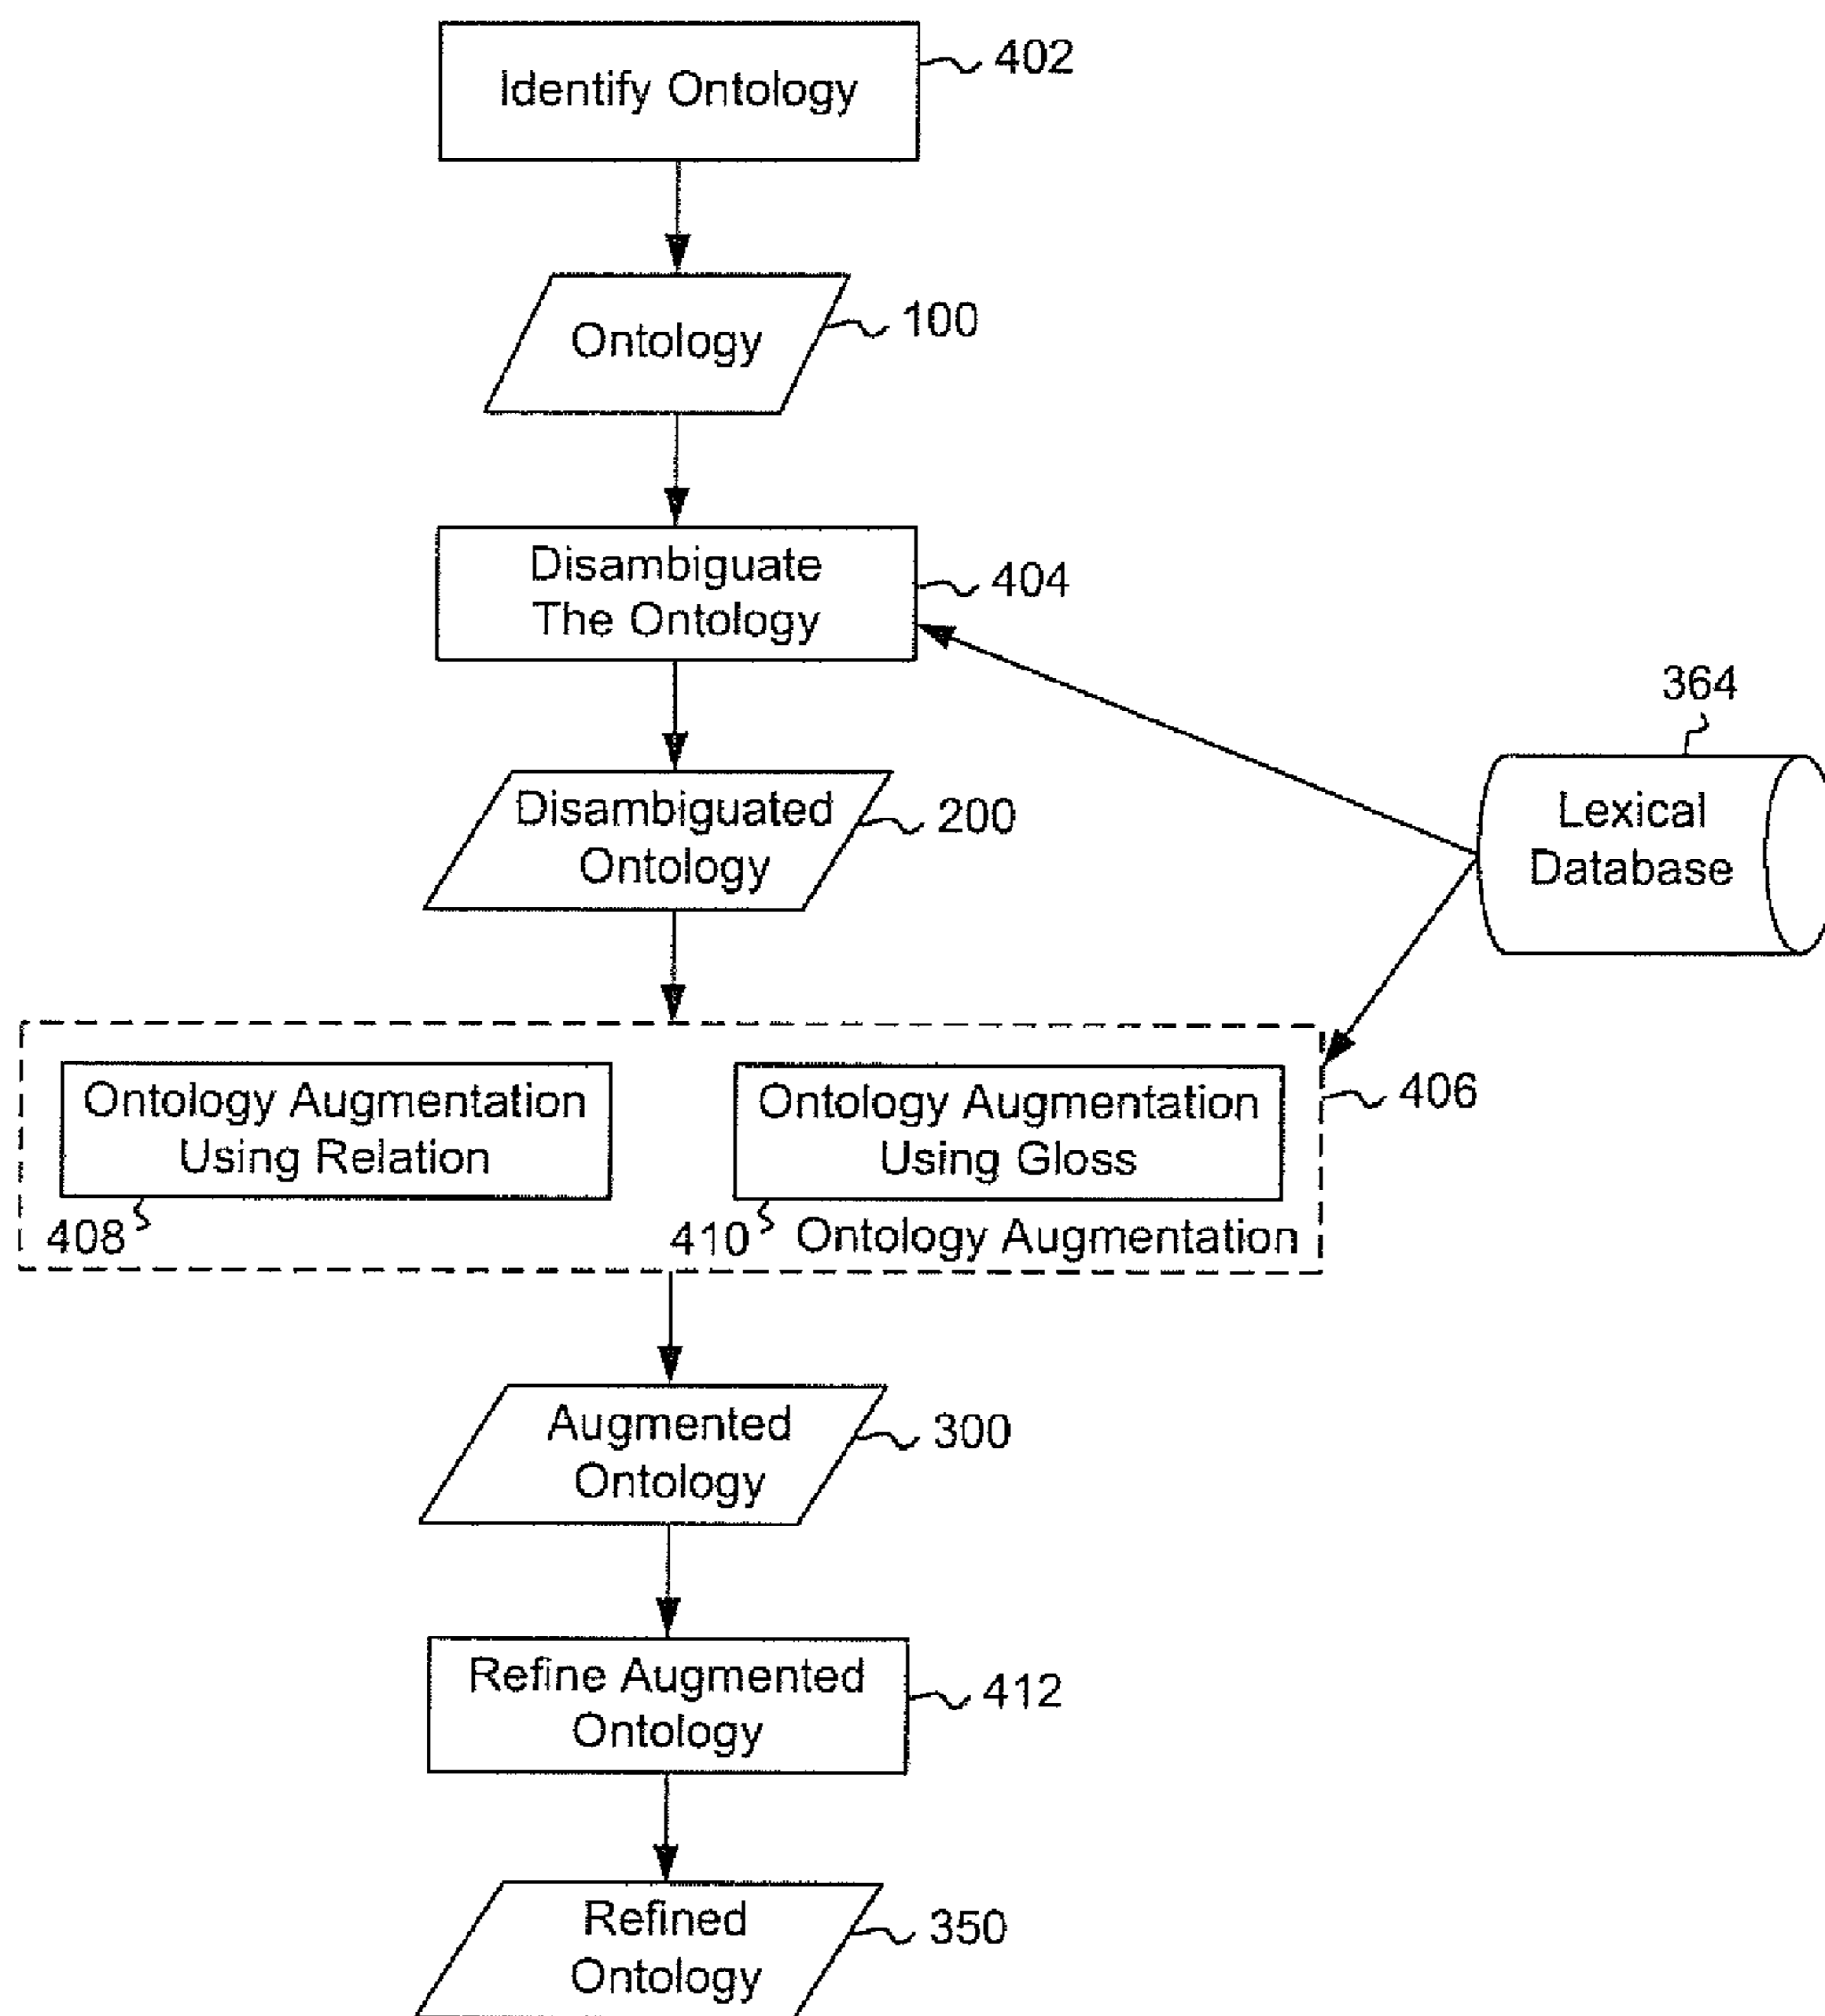 Identify Ontology
402
Ontology
100
Disambiguate
The Ontology
404
364
Lexical
Database
Disambiguated
Ontology
200
Ontology Augmentation
Using Relation
408
Ontology Augmentation
Using Gloss
410
Ontology Augmentation
406
Augmented
Ontology
300
Refine Augmented
Ontology
412
Refined
Ontology
350